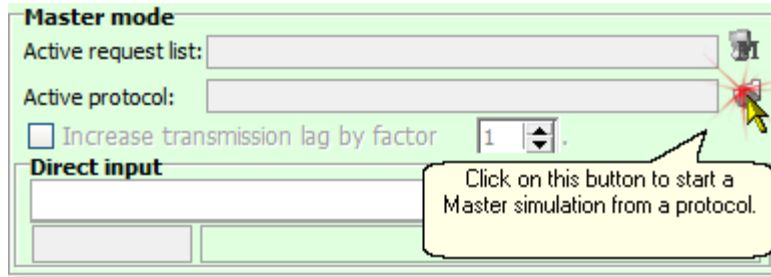 Master mode
Active request list:
Active protocol:
Increase transmission lag by factor 1 .
Direct input
Click on this button to start a
Master simulation from a protocol.